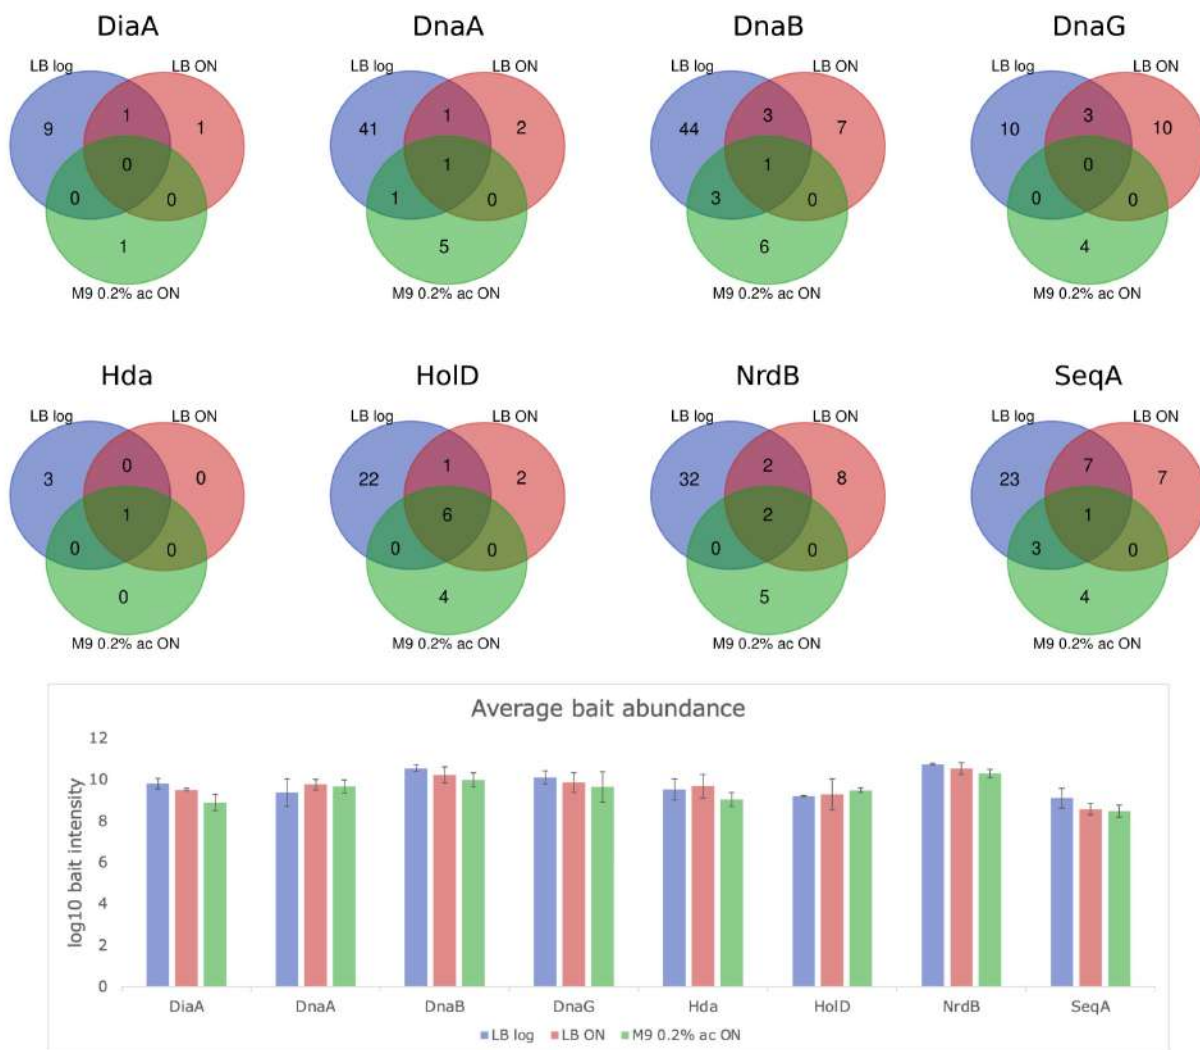 DiaA DnaA DnaB DnaG
LB log LB ON LB log LB ON LB log LB ON LB log LB ON
9 1 1 41 1 2 44 3 7 10 3 10
0 1 1 0
0 0 1 0 3 0 0 0
1 5 6 4
M9 0.2% ac ON M9 0.2% ac ON M9 0.2% ac ON M9 0.2% ac ON
Hda HolD NrdB SeqA
LB log LB ON LB log LB ON LB log LB ON LB log LB ON
3 0 0 22 1 2 32 2 8 23 7 7
1 6 2 1
0 0 0 0 0 0 3 0
0 4 5 4
M9 0.2% ac ON M9 0.2% ac ON M9 0.2% ac ON M9 0.2% ac ON
Average bait abundance
log10 bait intensity
12
10
8
6
4
2
0
DiaA DnaA DnaB DnaG Hda HolD NrdB SeqA
LB log LB ON M9 0.2% ac ON